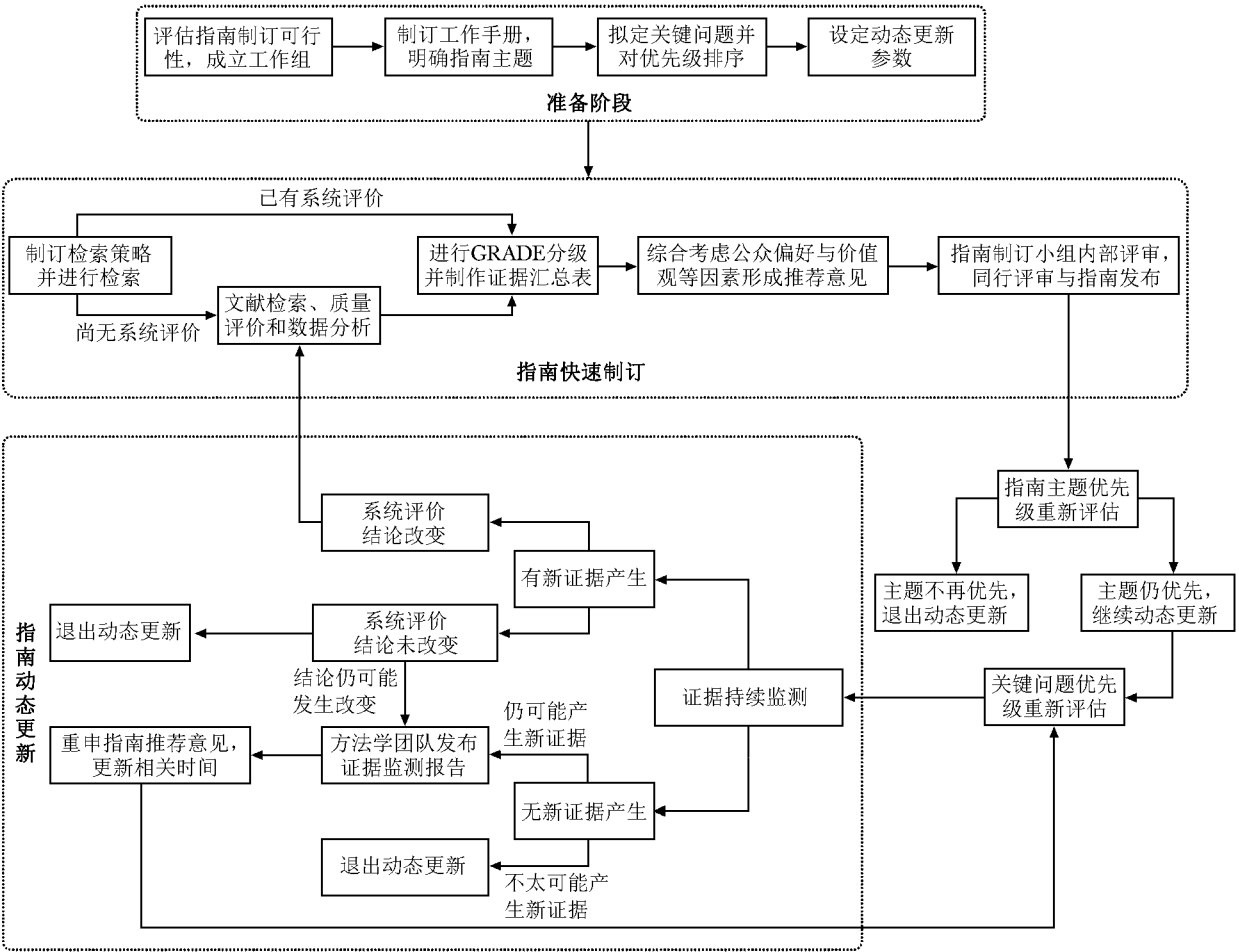 评估指南制订可行
性，成立工作组
制订工作手册，
明确指南主题
拟定关键问题并
对优先级排序
设定动态更新
参数
准备阶段
已有系统评价
制订检索策略
并进行检索
尚无系统评价
文献检索、质量
评价和数据分析
进行GRADE分级
并制作证据汇总表
综合考虑公众偏好与价值
观等因素形成推荐意见
指南制订小组内部评审，
同行评审与指南发布
指南快速制订
指南主题优先
级重新评估
主题不再优先，
退出动态更新
主题仍优先，
继续动态更新
关键问题优先
级重新评估
指南动态更新
系统评价
结论改变
有新证据产生
系统评价
结论未改变
退出动态更新
结论仍可能
发生改变
证据持续监测
仍可能产
生新证据
重申指南推荐意见，
更新相关时间
方法学团队发布
证据监测报告
无新证据产生
退出动态更新
不太可能产
生新证据